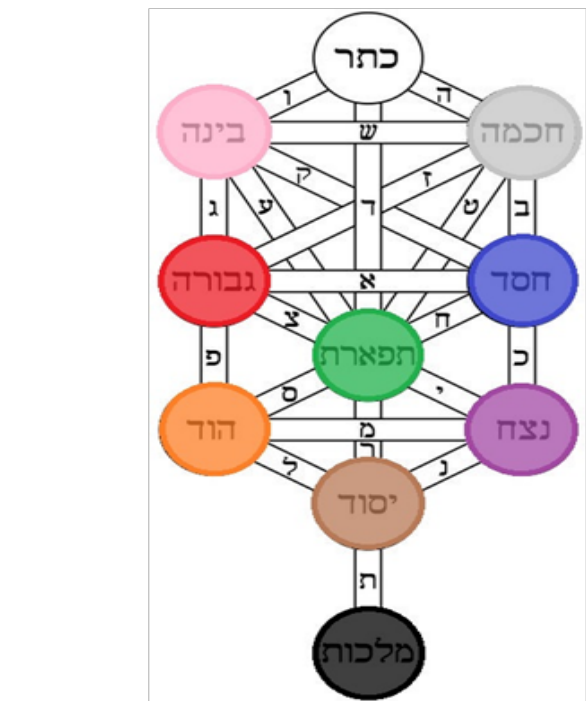 כתר
ו ה
בינה ש חכמה
ק ז
ג ע ד ט ב
גבורה א חסד
צ ח
פ תפארת כ
ס י
הוד מ נצח
ר
ל נ
יסוד
ת
מלכות